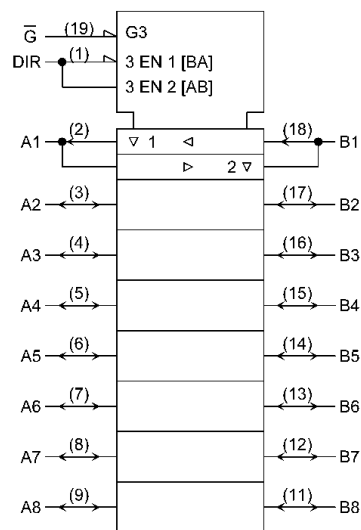 G̅ (19) G3
DIR (1) 3 EN 1 [BA]
3 EN 2 [AB]
A1 (2) 1 (18) B1
2
A2 (3) (17) B2
A3 (4) (16) B3
A4 (5) (15) B4
A5 (6) (14) B5
A6 (7) (13) B6
A7 (8) (12) B7
A8 (9) (11) B8